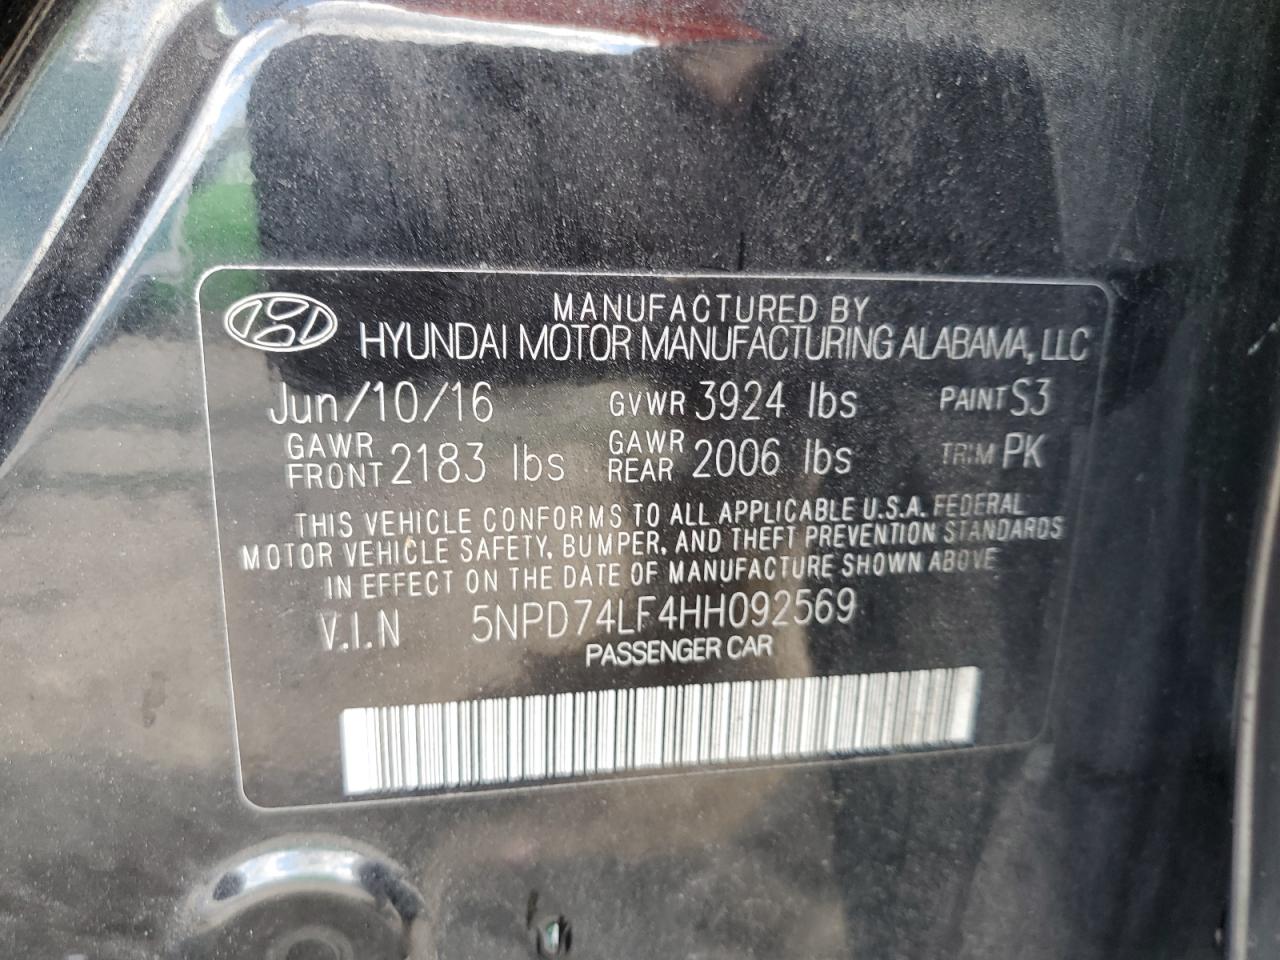 MANUFACTURED BY
HYUNDAI MOTOR MANUFACTURING ALABAMA, LLC
Jun/10/16 GVWR 3924 lbs PAINT S3
GAWR FRONT 2183 lbs GAWR REAR 2006 lbs TRIM PK
THIS VEHICLE CONFORMS TO ALL APPLICABLE U.S.A. FEDERAL
MOTOR VEHICLE SAFETY, BUMPER, AND THEFT PREVENTION STANDARDS
IN EFFECT ON THE DATE OF MANUFACTURE SHOWN ABOVE
V.I.N 5NPD74LF4HH092569
PASSENGER CAR